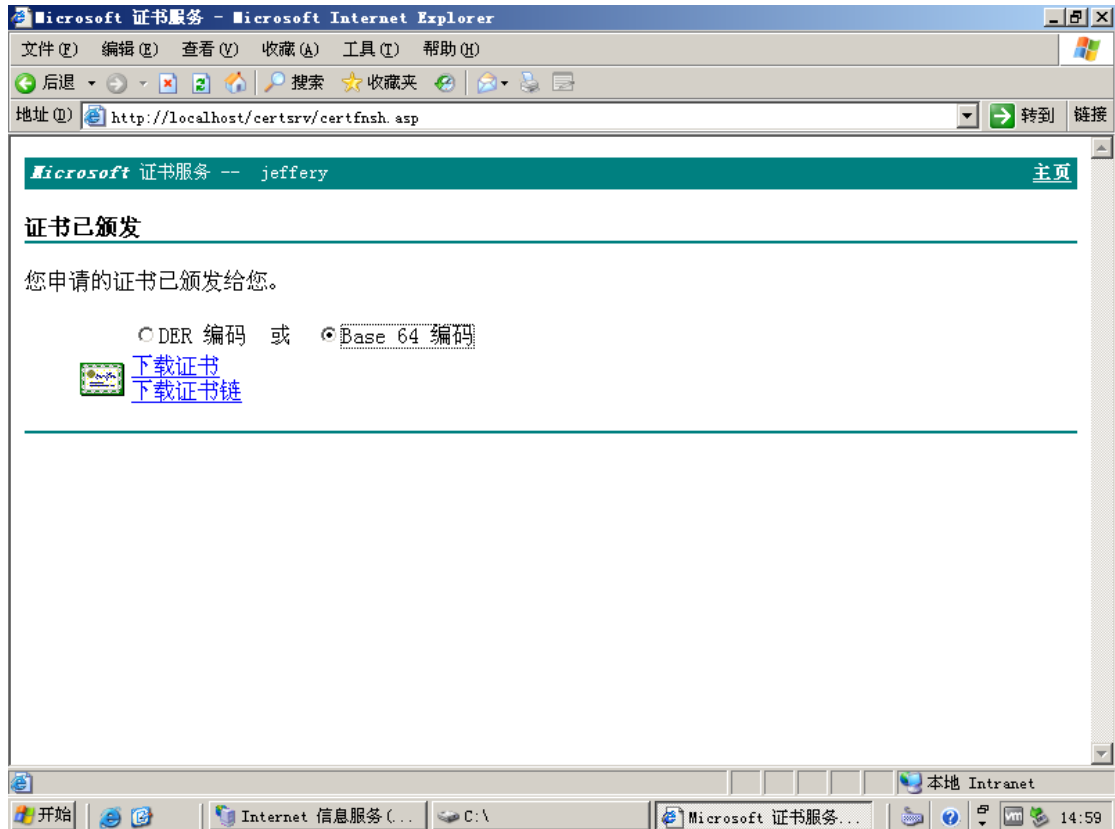 Microsoft 证书服务 - Microsoft Internet Explorer
文件(F) 编辑(E) 查看(V) 收藏(A) 工具(T) 帮助(H)
后退 搜索 收藏夹
地址(D) http://localhost/certsrv/certfnsh.asp 转到 链接
Microsoft 证书服务 -- jeffery 主页
证书已颁发
您申请的证书已颁发给您。
DER 编码 或 Base 64 编码
下载证书
下载证书链
本地 Intranet
开始 Internet 信息服务(... C:\ Microsoft 证书服务... 14:59